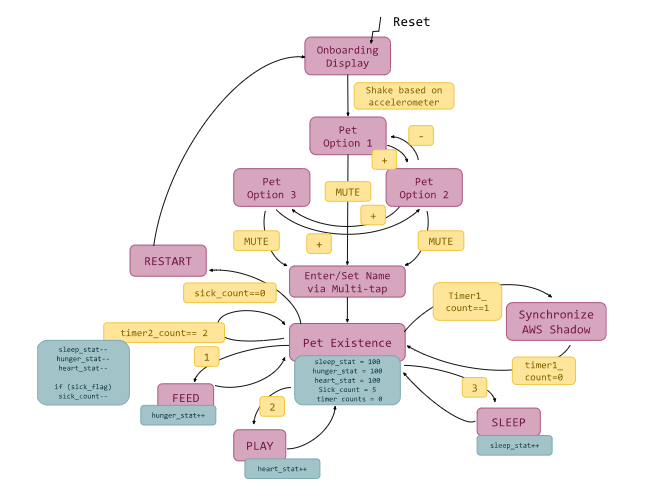 Reset
Onboarding
Display
Shake based on
accelerometer
Pet
Option 1
-
+
Pet
Option 3
MUTE
Pet
Option 2
+
+
MUTE
MUTE
RESTART
Enter/Set Name
via Multi-tap
sick_count==0
Timer1_
count==1
Synchronize
AWS Shadow
timer2_count== 2
Pet Existence
sleep_stat--
hunger_stat--
heart_stat--
if (sick_flag)
sick_count--
1
sleep_stat = 100
hunger_stat = 100
heart_stat = 100
Sick_count = 5
timer counts = 0
timer1_
count=0
FEED
hunger_stat++
2
3
SLEEP
sleep_stat++
PLAY
heart_stat++